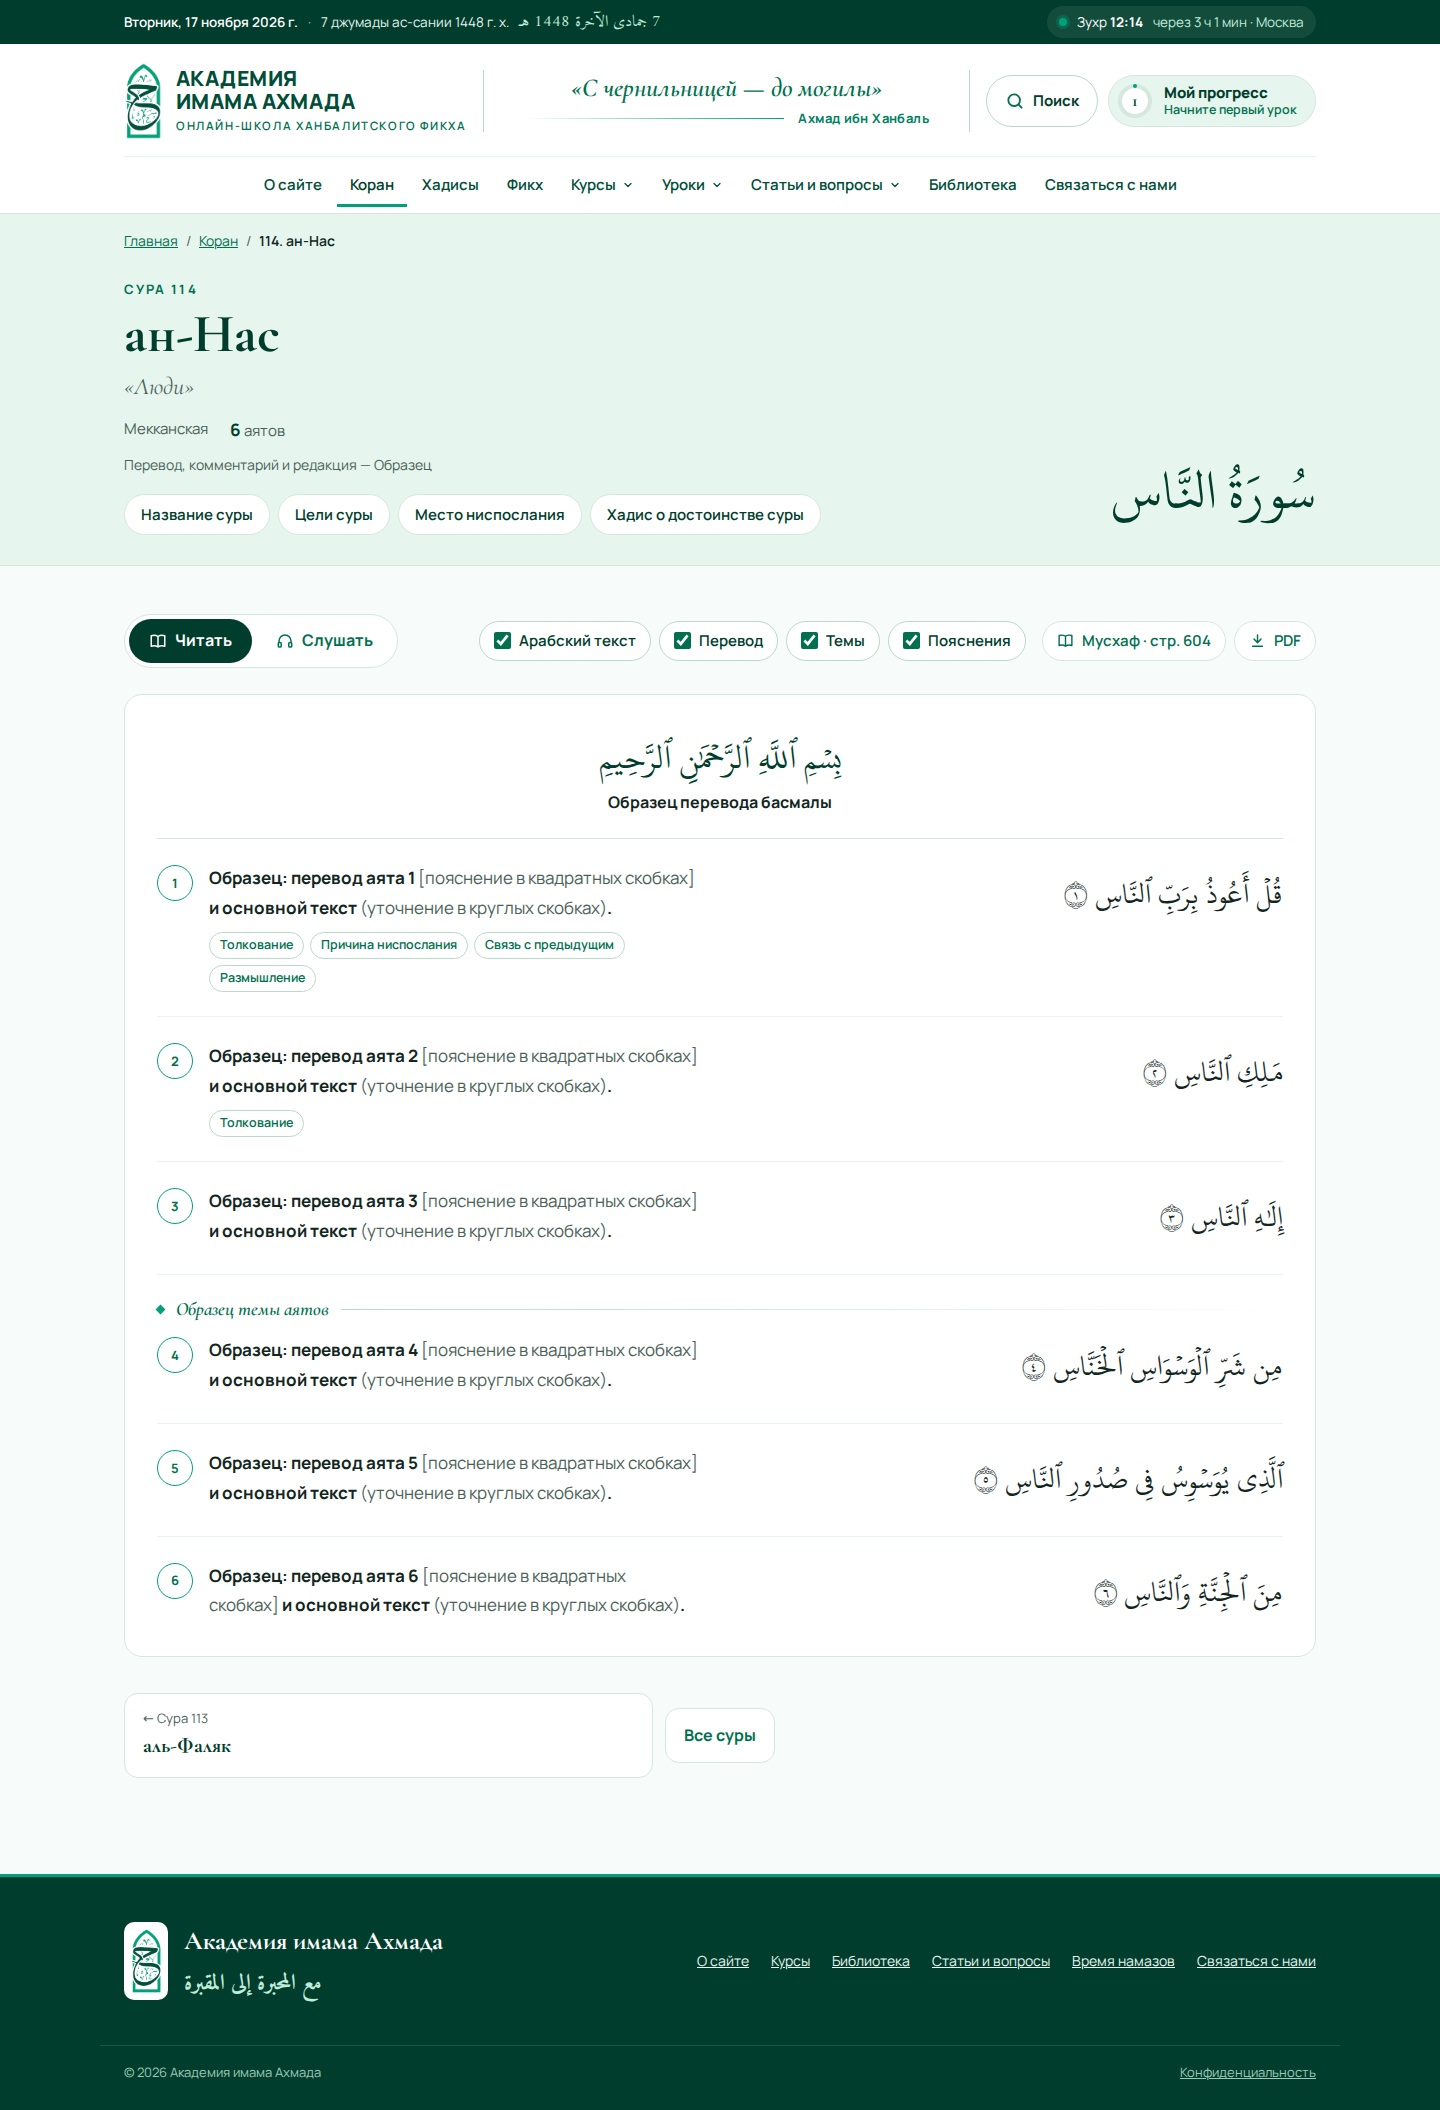 Вторник, 17 ноября 2026 г. · 7 джумады ас-сании 1448 г. х. 7 جمادى الآخرة 1448 هـ
Зухр 12:14 через 3 ч 1 мин · Москва
АКАДЕМИЯ
ИМАМА АХМАДА
ОНЛАЙН-ШКОЛА ХАНБАЛИТСКОГО ФИКХА
«С чернильницей — до могилы»
Ахмад ибн Ханбаль
Поиск
1
Мой прогресс
Начните первый урок
О сайте Коран Хадисы Фикх Курсы Уроки Статьи и вопросы Библиотека Связаться с нами
Главная / Коран / 114. ан-Нас
СУРА 114
ан-Нас
«Люди»
Мекканская 6 аятов
Перевод, комментарий и редакция — Образец
Название суры Цели суры Место ниспослания Хадис о достоинстве суры
سُورَةُ النَّاس
Читать Слушать
Арабский текст Перевод Темы Пояснения Мусхаф · стр. 604 PDF
بِسْمِ ٱللَّهِ ٱلرَّحْمَٰنِ ٱلرَّحِيمِ
Образец перевода басмалы
1
Образец: перевод аята 1 [пояснение в квадратных скобках]
и основной текст (уточнение в круглых скобках).
قُلْ أَعُوذُ بِرَبِّ ٱلنَّاسِ ١
Толкование Причина ниспослания Связь с предыдущим
Размышление
2
Образец: перевод аята 2 [пояснение в квадратных скобках]
и основной текст (уточнение в круглых скобках).
مَلِكِ ٱلنَّاسِ ٢
Толкование
3
Образец: перевод аята 3 [пояснение в квадратных скобках]
и основной текст (уточнение в круглых скобках).
إِلَٰهِ ٱلنَّاسِ ٣
Образец темы аятов
4
Образец: перевод аята 4 [пояснение в квадратных скобках]
и основной текст (уточнение в круглых скобках).
مِن شَرِّ ٱلْوَسْوَاسِ ٱلْخَنَّاسِ ٤
5
Образец: перевод аята 5 [пояснение в квадратных скобках]
и основной текст (уточнение в круглых скобках).
ٱلَّذِى يُوَسْوِسُ فِى صُدُورِ ٱلنَّاسِ ٥
6
Образец: перевод аята 6 [пояснение в квадратных
скобках] и основной текст (уточнение в круглых скобках).
مِنَ ٱلْجِنَّةِ وَٱلنَّاسِ ٦
← Сура 113
аль-Фаляк
Все суры
Академия имама Ахмада
مع المحبرة إلى المقبرة
О сайте Курсы Библиотека Статьи и вопросы Время намазов Связаться с нами
© 2026 Академия имама Ахмада
Конфиденциальность